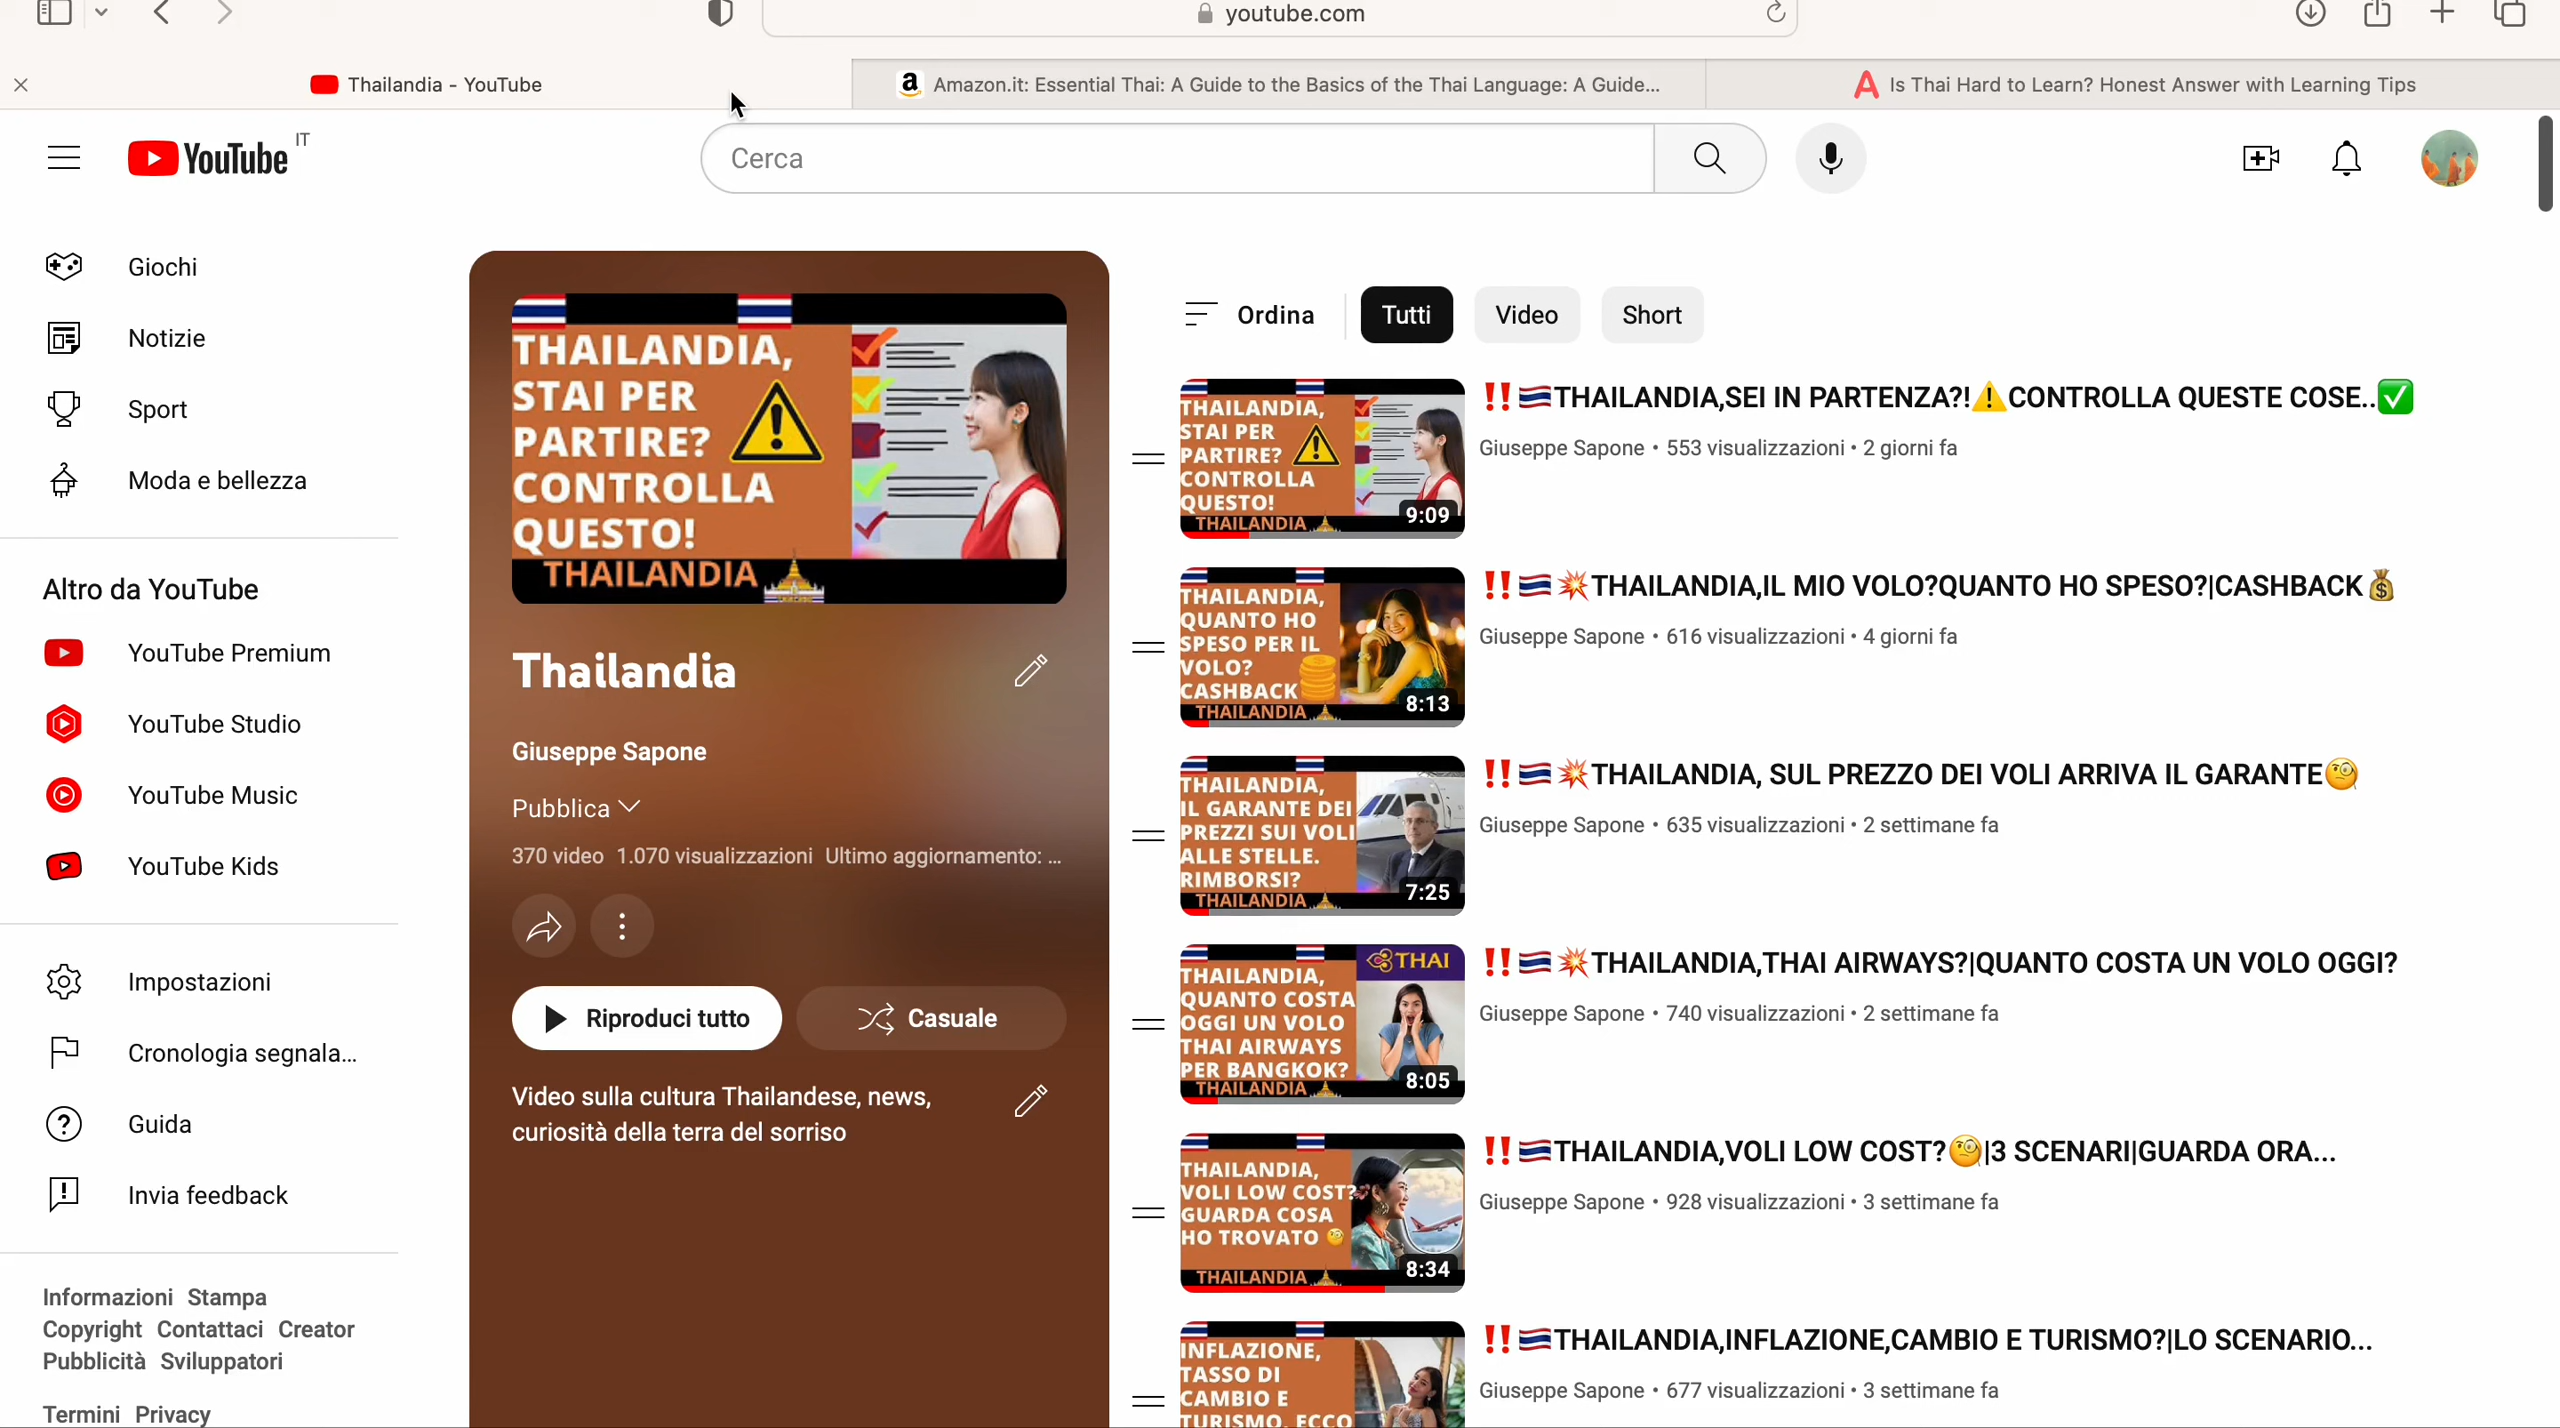 youtube.com
Thailandia - YouTube
Amazon.it: Essential Thai: A Guide to the Basics of the Thai Language: A Guide...
Is Thai Hard to Learn? Honest Answer with Learning Tips
YouTube IT
Cerca
Giochi
Notizie
Sport
Moda e bellezza
Altro da YouTube
YouTube Premium
YouTube Studio
YouTube Music
YouTube Kids
Impostazioni
Cronologia segnala...
Guida
Invia feedback
Informazioni Stampa
Copyright Contattaci Creator
Pubblicità Sviluppatori
Termini Privacy
THAILANDIA,
STAI PER
PARTIRE?
CONTROLLA
QUESTO!
THAILANDIA
Thailandia
Giuseppe Sapone
Pubblica
370 video 1.070 visualizzazioni Ultimo aggiornamento: ...
Riproduci tutto
Casuale
Video sulla cultura Thailandese, news,
curiosità della terra del sorriso
Ordina
Tutti
Video
Short
THAILANDIA,
STAI PER
PARTIRE?
CONTROLLA
QUESTO!
THAILANDIA
9:09
‼️🇹🇭THAILANDIA,SEI IN PARTENZA?!⚠️CONTROLLA QUESTE COSE..✅
Giuseppe Sapone • 553 visualizzazioni • 2 giorni fa
THAILANDIA,
QUANTO HO
SPESO PER IL
VOLO?
CASHBACK
THAILANDIA
8:13
‼️🇹🇭💥THAILANDIA,IL MIO VOLO?QUANTO HO SPESO?|CASHBACK💰
Giuseppe Sapone • 616 visualizzazioni • 4 giorni fa
THAILANDIA,
IL GARANTE DEI
PREZZI SUI VOLI
ALLE STELLE.
RIMBORSI?
THAILANDIA
7:25
‼️🇹🇭💥THAILANDIA, SUL PREZZO DEI VOLI ARRIVA IL GARANTE🧐
Giuseppe Sapone • 635 visualizzazioni • 2 settimane fa
THAI
THAILANDIA,
QUANTO COSTA
OGGI UN VOLO
THAI AIRWAYS
PER BANGKOK?
THAILANDIA
8:05
‼️🇹🇭💥THAILANDIA,THAI AIRWAYS?|QUANTO COSTA UN VOLO OGGI?
Giuseppe Sapone • 740 visualizzazioni • 2 settimane fa
THAILANDIA,
VOLI LOW COST?
GUARDA COSA
HO TROVATO 🧐
THAILANDIA
8:34
‼️🇹🇭THAILANDIA,VOLI LOW COST?🧐|3 SCENARI|GUARDA ORA...
Giuseppe Sapone • 928 visualizzazioni • 3 settimane fa
INFLAZIONE,
TASSO DI
CAMBIO E
TURISMO. ECCO
‼️🇹🇭THAILANDIA,INFLAZIONE,CAMBIO E TURISMO?|LO SCENARIO...
Giuseppe Sapone • 677 visualizzazioni • 3 settimane fa